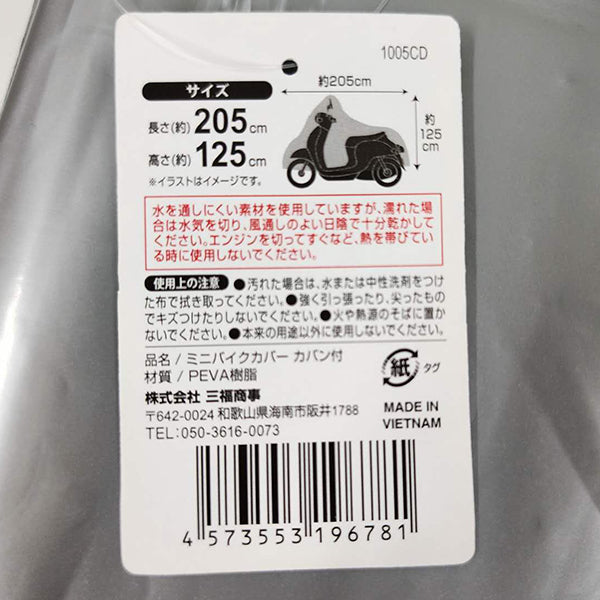 1005CD
サイズ
約205cm
長さ(約)205cm
高さ(約)125cm
約
125
cm
※イラストはイメージです。
水を通しにくい素材を使用していますが、濡れた場
合は水気を切り、風通しのよい日陰で十分乾かして
ください。エンジンを切ってすぐなど、熱を帯びてい
る時に使用しないでください。
使用上の注意 ●汚れた場合は、水または中性洗剤をつけ
た布で拭き取ってください。●強く引っ張ったり、尖ったもの
でキズつけたりしないでください。●火や熱源のそばに置か
ないでください。●本来の用途以外に使用しないでください。
品名/ミニバイクカバー カバン付
材質/PEVA樹脂
株式会社 三福商事
〒642-0024 和歌山県海南市阪井1788
TEL:050-3616-0073
紙 タグ
MADE IN
VIETNAM
4 573553 196781